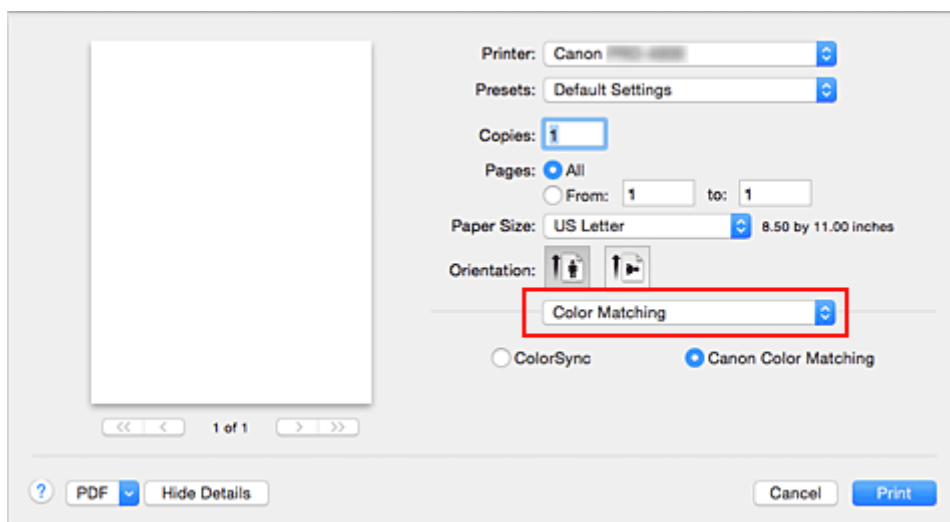 Printer: Canon
Presets: Default Settings
Copies: 1
Pages: All
From: 1 to: 1
Paper Size: US Letter 8.50 by 11.00 inches
Orientation:
Color Matching
ColorSync Canon Color Matching
<< < 1 of 1 > >>
? PDF Hide Details Cancel Print